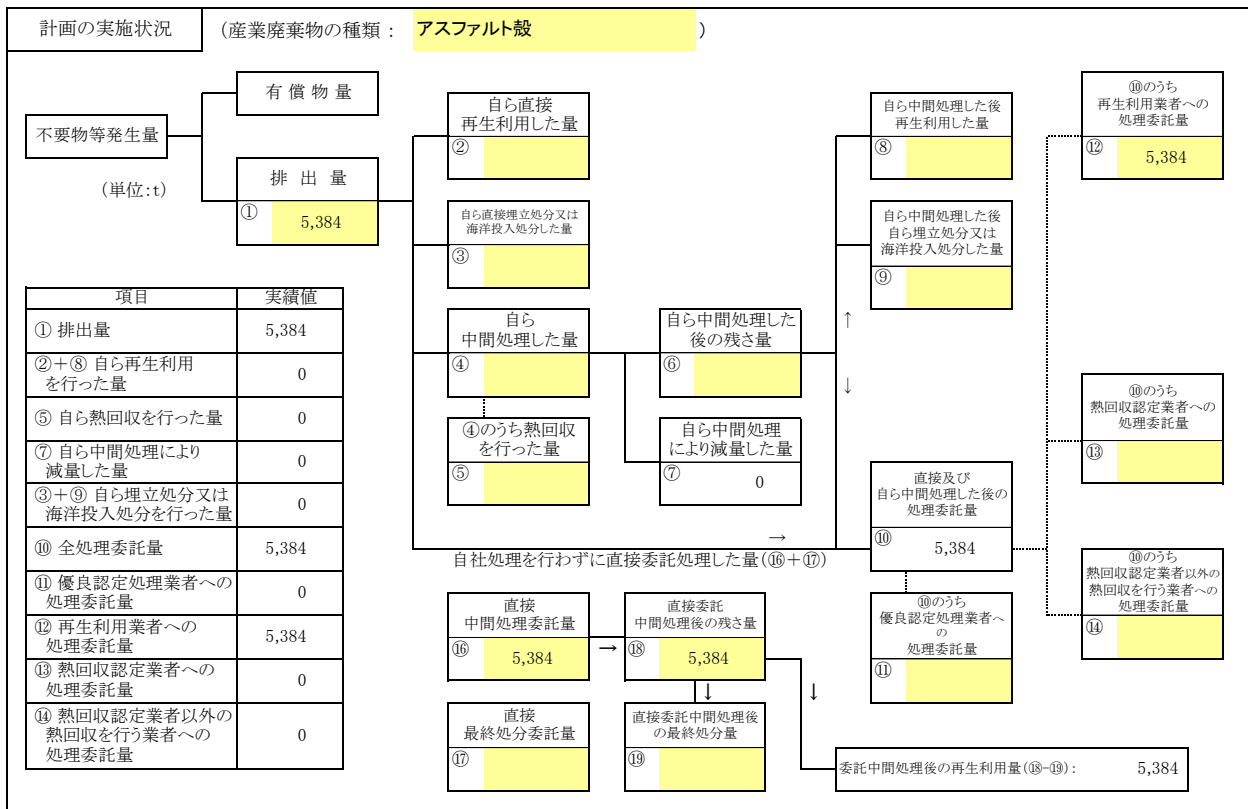 計画の実施状況
(産業廃棄物の種類: アスファルト殻 )
不要物等発生量
(単位:t)
有償物量
排出量
① 5,384
自ら直接
再生利用した量
②
自ら直接埋立処分又は
海洋投入処分した量
③
自ら
中間処理した量
④
④のうち熱回収
を行った量
⑤
自ら中間処理した
後の残さ量
⑥
自ら中間処理
により減量した量
⑦ 0
自ら中間処理した後
再生利用した量
⑧
自ら中間処理した後
自ら埋立処分又は
海洋投入処分した量
⑨
↑
↓
直接及び
自ら中間処理した後の
処理委託量
⑩ 5,384
⑩のうち
再生利用業者への
処理委託量
⑫ 5,384
⑩のうち
熱回収認定業者への
処理委託量
⑬
⑩のうち
熱回収認定業者以外の
熱回収を行う業者への
処理委託量
⑭
⑩のうち
優良認定処理業者へ
の
処理委託量
⑪
→
自社処理を行わずに直接委託処理した量(⑯+⑰)
直接
中間処理委託量
⑯ 5,384
→
直接委託
中間処理後の残さ量
⑱ 5,384
↓
↓
直接
最終処分委託量
⑰
直接委託中間処理後
の最終処分量
⑲
委託中間処理後の再生利用量(⑱-⑲): 5,384
項目 実績値
① 排出量 5,384
②+⑧ 自ら再生利用
を行った量 0
⑤ 自ら熱回収を行った量 0
⑦ 自ら中間処理により
減量した量 0
③+⑨ 自ら埋立処分又は
海洋投入処分を行った量 0
⑩ 全処理委託量 5,384
⑪ 優良認定処理業者への
処理委託量 0
⑫ 再生利用業者への
処理委託量 5,384
⑬ 熱回収認定業者への
処理委託量 0
⑭ 熱回収認定業者以外の
熱回収を行う業者への
処理委託量 0